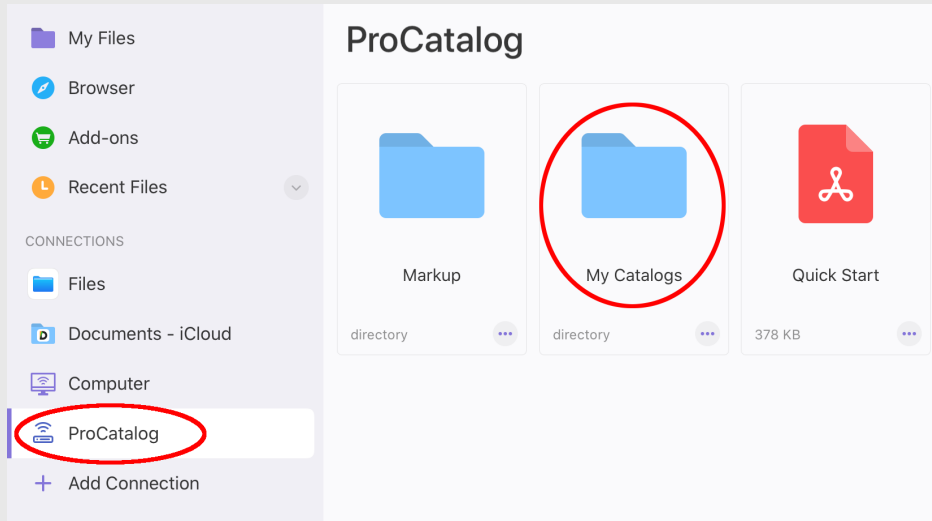 My Files
Browser
Add-ons
Recent Files
CONNECTIONS
Files
D
Documents - iCloud
Computer
ProCatalog
Add Connection
ProCatalog
Markup
directory
My Catalogs
directory
Quick Start
378 KB